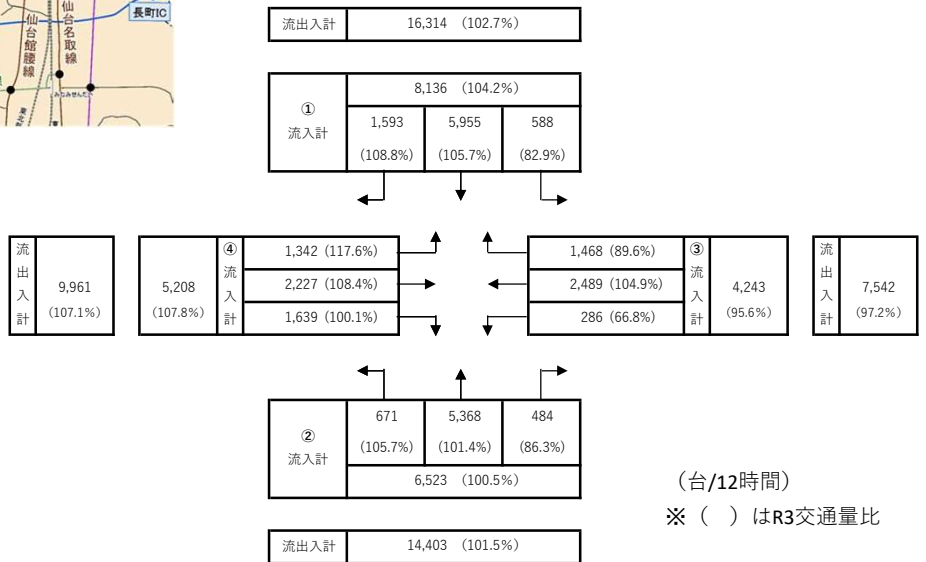 仙台館腰線
仙台名取線
長町IC
みなみせんだい
流出入計 16,314 (102.7%)
① 流入計
8,136 (104.2%)
1,593 5,955 588
(108.8%) (105.7%) (82.9%)
流出入計 9,961 (107.1%)
5,208 (107.8%)
④ 流入計
1,342 (117.6%)
2,227 (108.4%)
1,639 (100.1%)
1,468 (89.6%)
2,489 (104.9%)
286 (66.8%)
③ 流入計
4,243 (95.6%)
流出入計 7,542 (97.2%)
② 流入計
671 5,368 484
(105.7%) (101.4%) (86.3%)
6,523 (100.5%)
流出入計 14,403 (101.5%)
(台/12時間)
※( )はR3交通量比